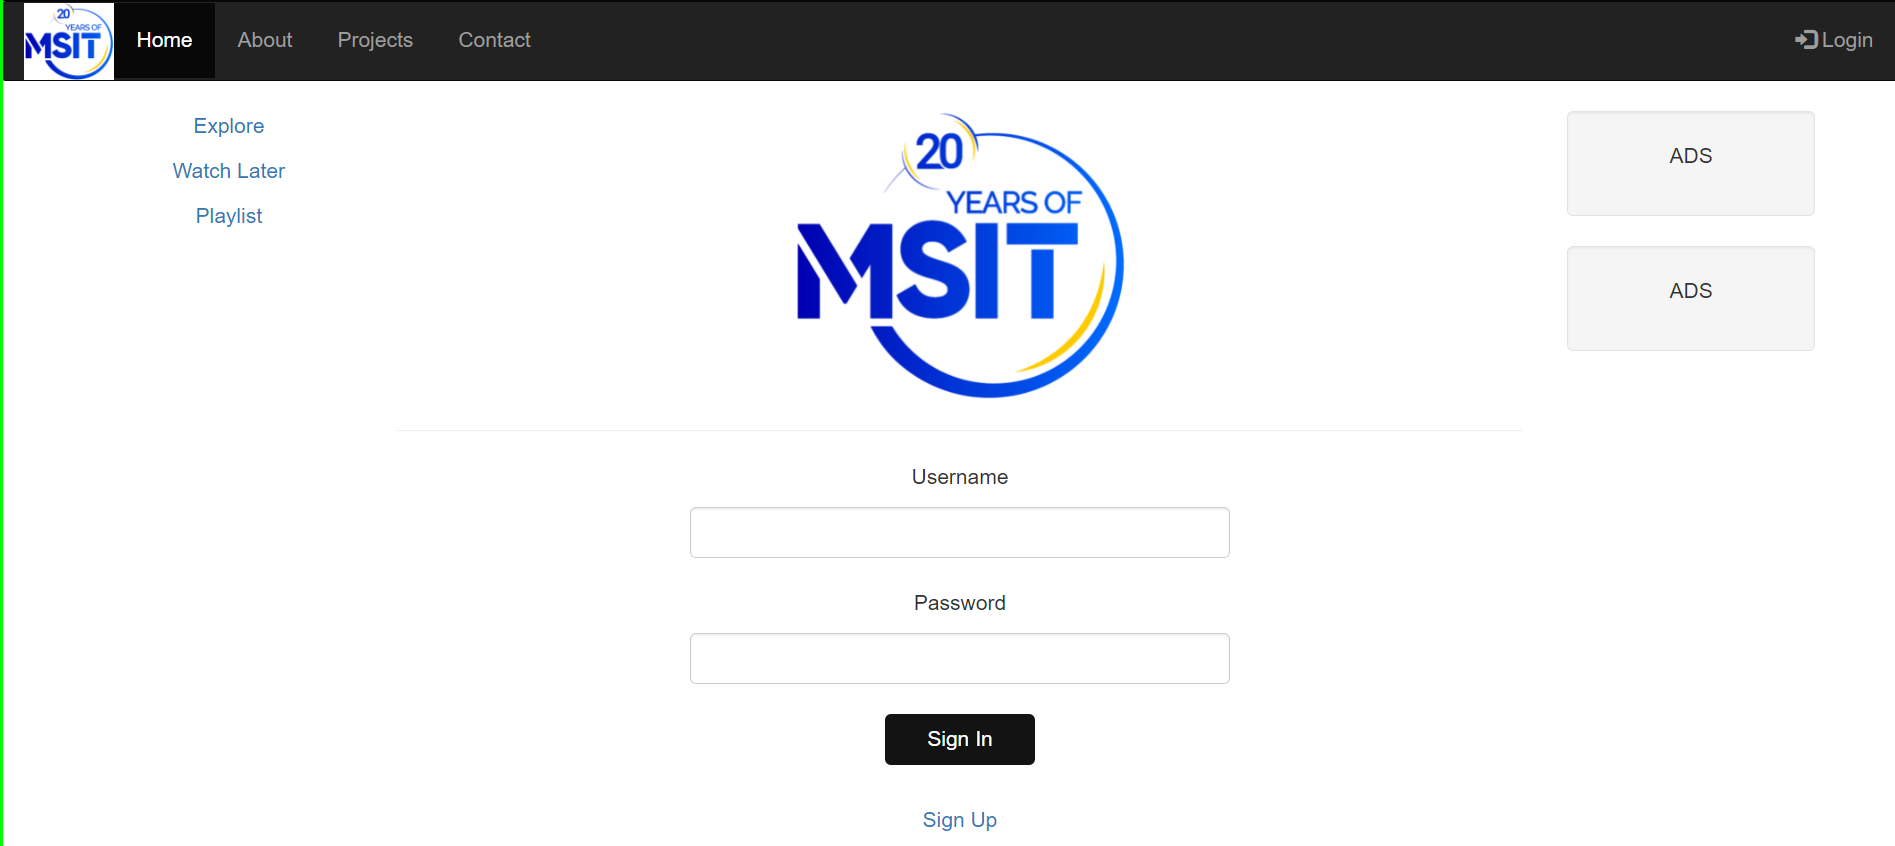 20
YEARS OF
MSIT
Home About Projects Contact Login
Explore
Watch Later
Playlist
20
YEARS OF
MSIT
ADS
ADS
Username
Password
Sign In
Sign Up